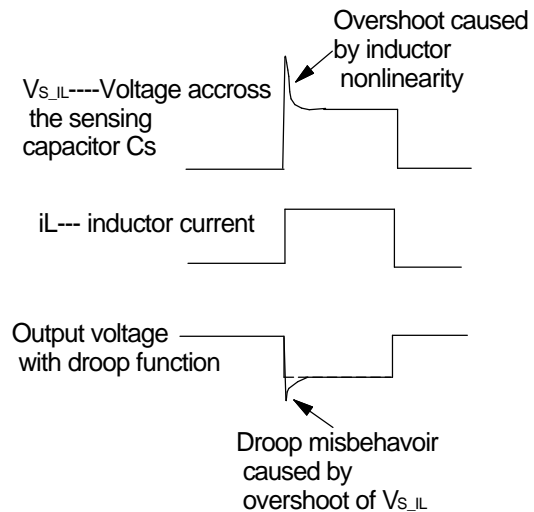 Overshoot caused
by inductor
nonlinearity
VS_IL----Voltage accross
the sensing
capacitor Cs
iL--- inductor current
Output voltage
with droop function
Droop misbehavoir
caused by
overshoot of VS_IL